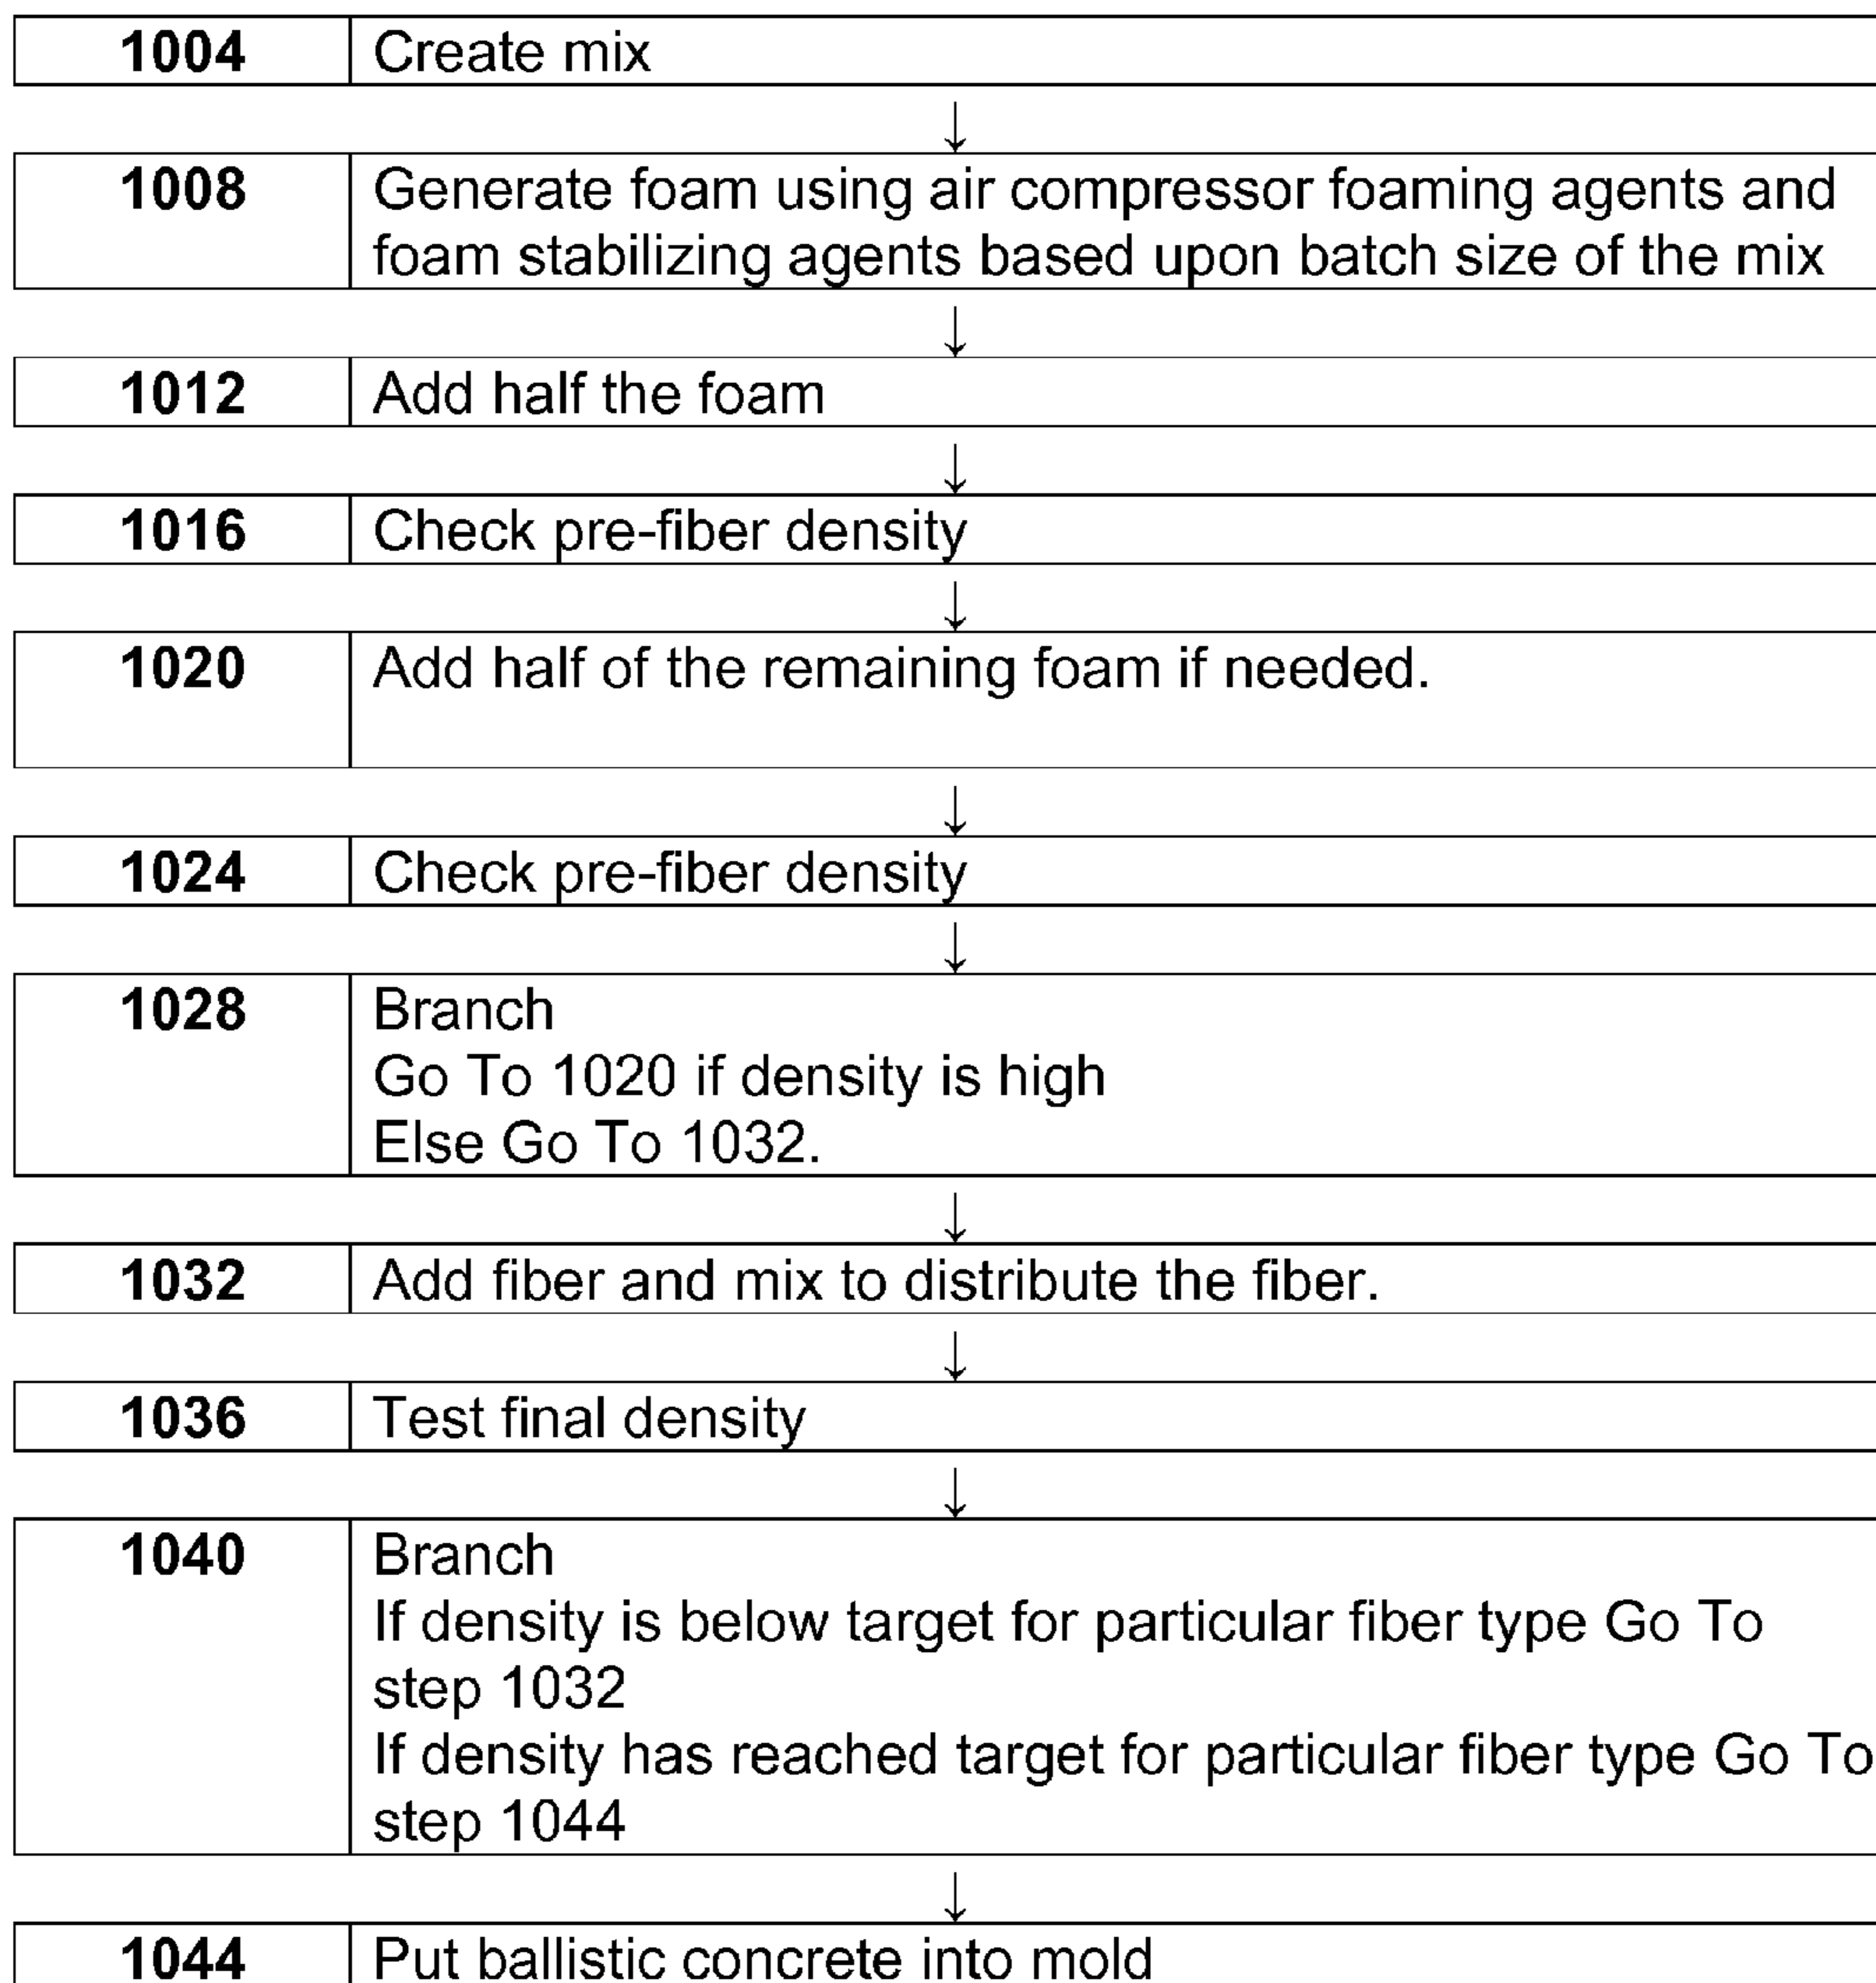 1004 Create mix
↓
1008 Generate foam using air compressor foaming agents and
foam stabilizing agents based upon batch size of the mix
↓
1012 Add half the foam
↓
1016 Check pre-fiber density
↓
1020 Add half of the remaining foam if needed.
↓
1024 Check pre-fiber density
↓
1028 Branch
Go To 1020 if density is high
Else Go To 1032.
↓
1032 Add fiber and mix to distribute the fiber.
↓
1036 Test final density
↓
1040 Branch
If density is below target for particular fiber type Go To
step 1032
If density has reached target for particular fiber type Go To
step 1044
↓
1044 Put ballistic concrete into mold